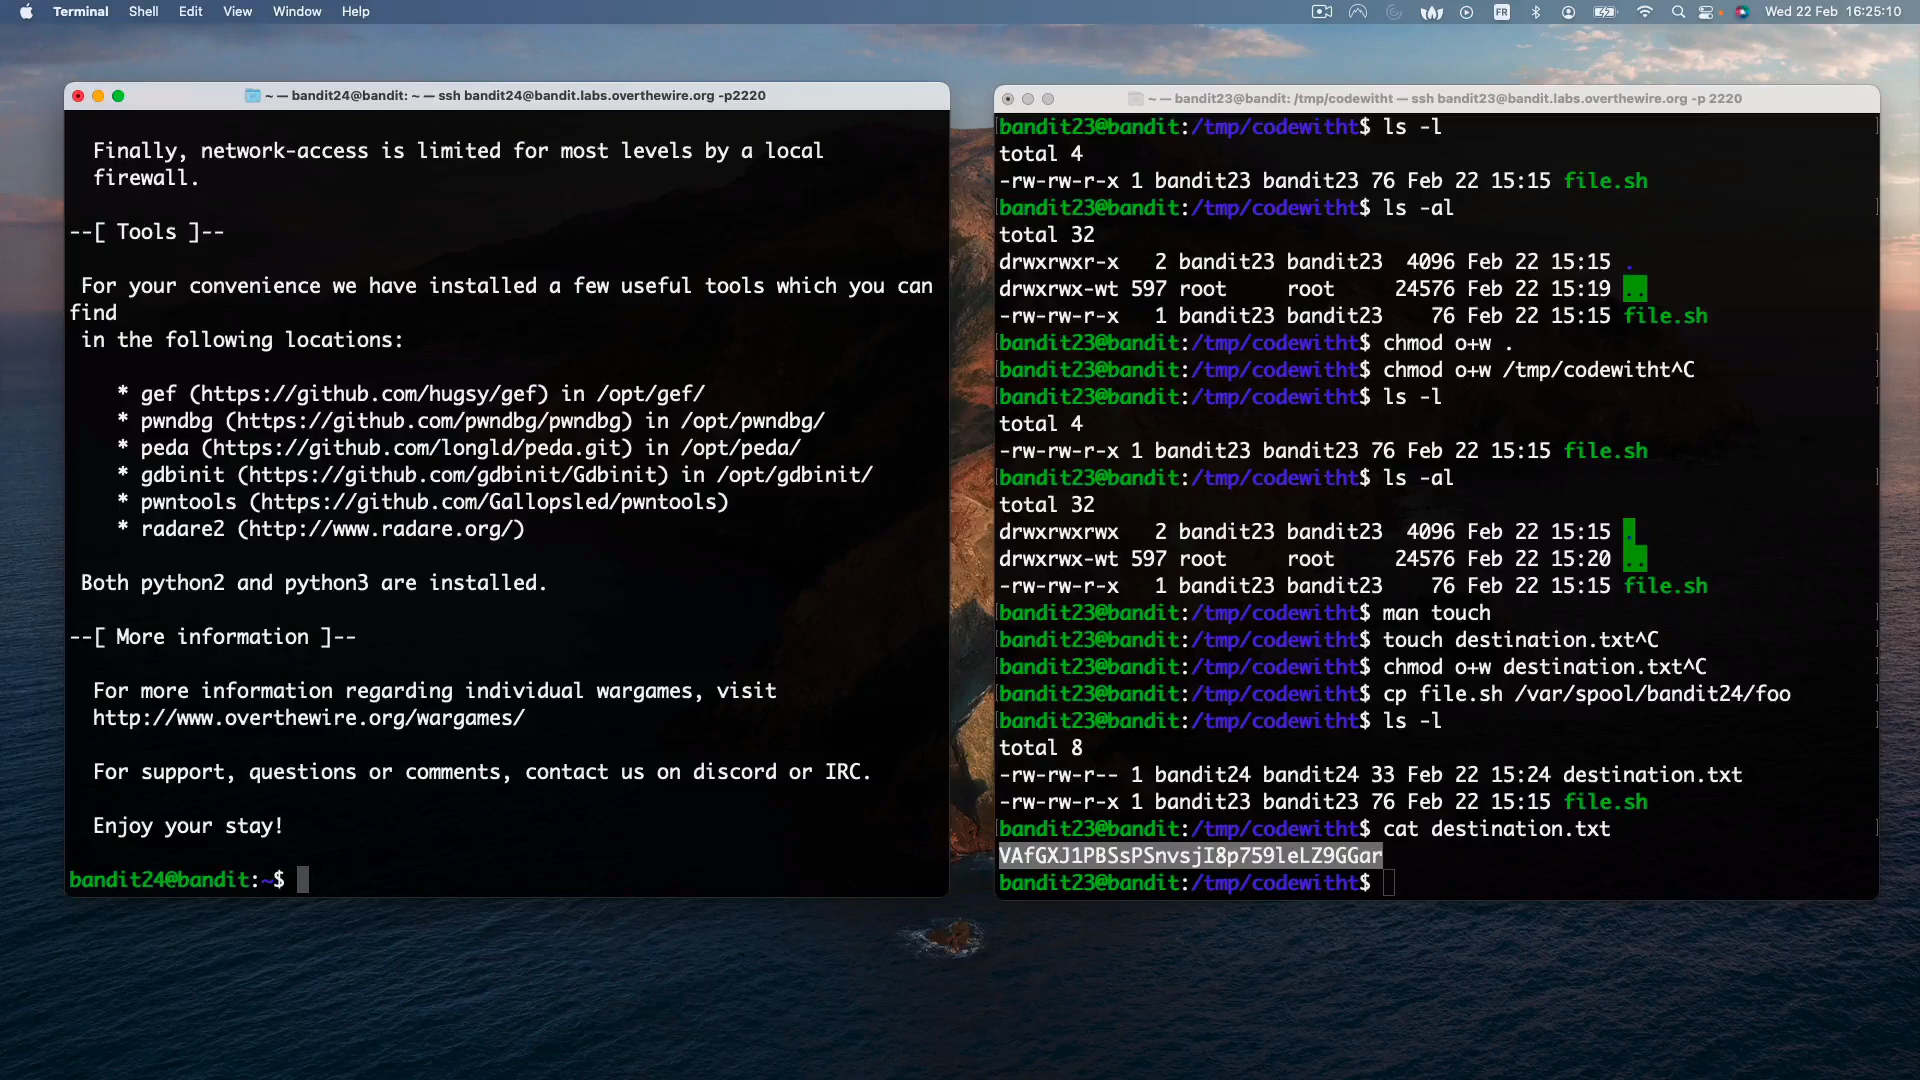 Terminal Shell Edit View Window Help
FR
Wed 22 Feb 16:25:10
~ — bandit24@bandit: ~ — ssh bandit24@bandit.labs.overthewire.org -p2220
Finally, network-access is limited for most levels by a local
firewall.
--[ Tools ]--
For your convenience we have installed a few useful tools which you can
find
in the following locations:
* gef (https://github.com/hugsy/gef) in /opt/gef/
* pwndbg (https://github.com/pwndbg/pwndbg) in /opt/pwndbg/
* peda (https://github.com/longld/peda.git) in /opt/peda/
* gdbinit (https://github.com/gdbinit/Gdbinit) in /opt/gdbinit/
* pwntools (https://github.com/Gallopsled/pwntools)
* radare2 (http://www.radare.org/)
Both python2 and python3 are installed.
--[ More information ]--
For more information regarding individual wargames, visit
http://www.overthewire.org/wargames/
For support, questions or comments, contact us on discord or IRC.
Enjoy your stay!
bandit24@bandit:~$
~ — bandit23@bandit: /tmp/codewitht — ssh bandit23@bandit.labs.overthewire.org -p 2220
bandit23@bandit:/tmp/codewitht$ ls -l
total 4
-rw-rw-r-x 1 bandit23 bandit23 76 Feb 22 15:15 file.sh
bandit23@bandit:/tmp/codewitht$ ls -al
total 32
drwxrwxr-x 2 bandit23 bandit23 4096 Feb 22 15:15 .
drwxrwx-wt 597 root root 24576 Feb 22 15:19 ..
-rw-rw-r-x 1 bandit23 bandit23 76 Feb 22 15:15 file.sh
bandit23@bandit:/tmp/codewitht$ chmod o+w .
bandit23@bandit:/tmp/codewitht$ chmod o+w /tmp/codewitht^C
bandit23@bandit:/tmp/codewitht$ ls -l
total 4
-rw-rw-r-x 1 bandit23 bandit23 76 Feb 22 15:15 file.sh
bandit23@bandit:/tmp/codewitht$ ls -al
total 32
drwxrwxrwx 2 bandit23 bandit23 4096 Feb 22 15:15 .
drwxrwx-wt 597 root root 24576 Feb 22 15:20 ..
-rw-rw-r-x 1 bandit23 bandit23 76 Feb 22 15:15 file.sh
bandit23@bandit:/tmp/codewitht$ man touch
bandit23@bandit:/tmp/codewitht$ touch destination.txt^C
bandit23@bandit:/tmp/codewitht$ chmod o+w destination.txt^C
bandit23@bandit:/tmp/codewitht$ cp file.sh /var/spool/bandit24/foo
bandit23@bandit:/tmp/codewitht$ ls -l
total 8
-rw-rw-r-- 1 bandit24 bandit24 33 Feb 22 15:24 destination.txt
-rw-rw-r-x 1 bandit23 bandit23 76 Feb 22 15:15 file.sh
bandit23@bandit:/tmp/codewitht$ cat destination.txt
VAfGXJ1PBSsPSnvsjI8p759leLZ9GGar
bandit23@bandit:/tmp/codewitht$